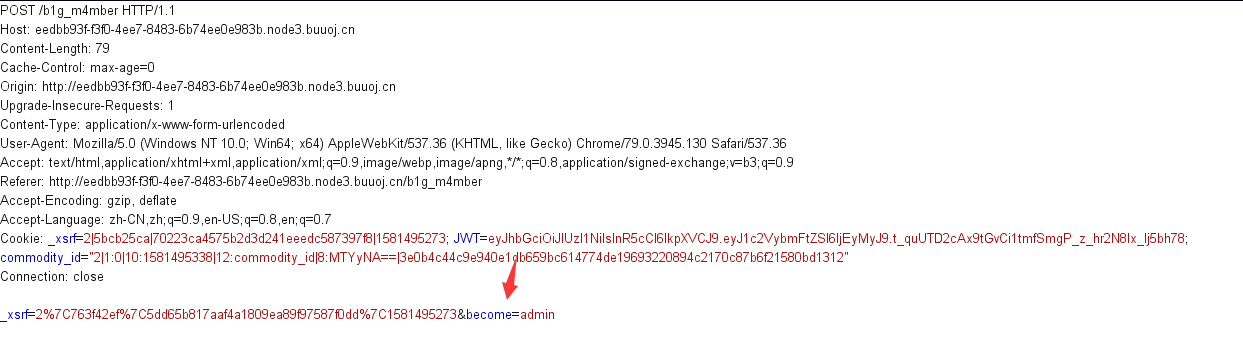 POST /b1g_m4mber HTTP/1.1
Host: eedbb93f-f3f0-4ee7-8483-6b74ee0e983b.node3.buuoj.cn
Content-Length: 79
Cache-Control: max-age=0
Origin: http://eedbb93f-f3f0-4ee7-8483-6b74ee0e983b.node3.buuoj.cn
Upgrade-Insecure-Requests: 1
Content-Type: application/x-www-form-urlencoded
User-Agent: Mozilla/5.0 (Windows NT 10.0; Win64; x64) AppleWebKit/537.36 (KHTML, like Gecko) Chrome/79.0.3945.130 Safari/537.36
Accept: text/html,application/xhtml+xml,application/xml;q=0.9,image/webp,image/apng,*/*;q=0.8,application/signed-exchange;v=b3;q=0.9
Referer: http://eedbb93f-f3f0-4ee7-8483-6b74ee0e983b.node3.buuoj.cn/b1g_m4mber
Accept-Encoding: gzip, deflate
Accept-Language: zh-CN,zh;q=0.9,en-US;q=0.8,en;q=0.7
Cookie: _xsrf=2|5bcb25ca|70223ca4575b2d3d241eeedc587397f8|1581495273; JWT=eyJhbGciOiJIUzI1NiIsInR5cCI6IkpXVCJ9.eyJ1c2VybmFtZSI6IjEyMyJ9.t_quUTD2cAx9tGvCi1tmfSmgP_z_hr2N8Ix_Ij5bh78;
commodity_id="2|1:0|10:1581495338|12:commodity_id|8:MTYyNA==|3e0b4c44c9e940e1db659bc614774de19693220894c2170c87b6f21580bd1312"
Connection: close
_xsrf=2%7C763f42ef%7C5dd65b817aaf4a1809ea89f97587f0dd%7C1581495273&become=admin